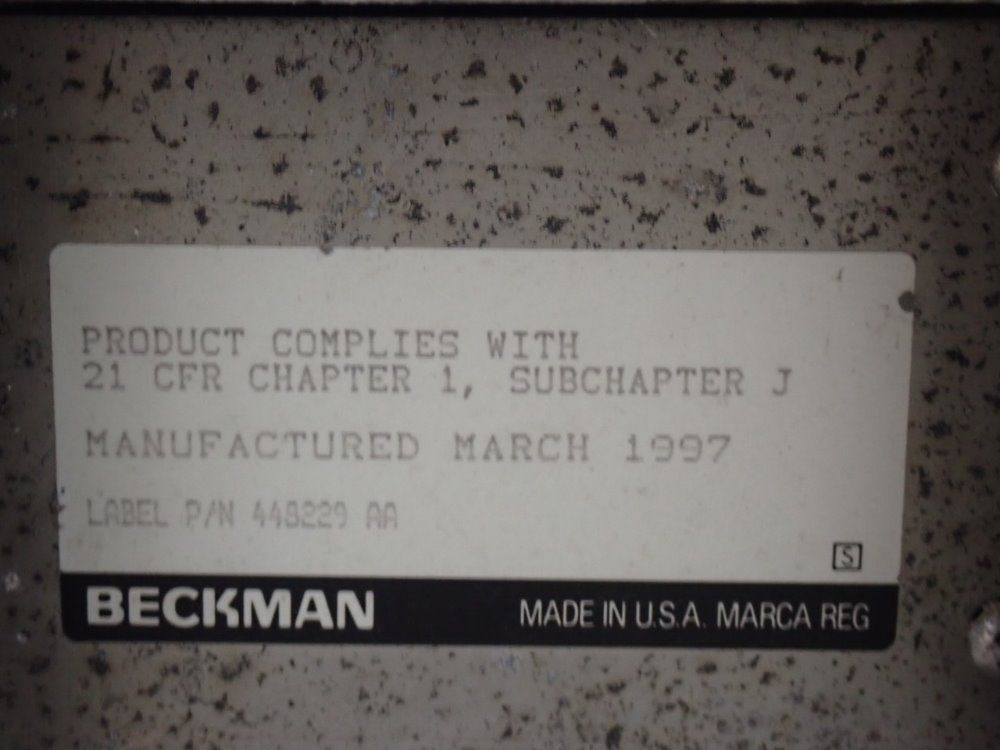 PRODUCT COMPLIES WITH
21 CFR CHAPTER 1, SUBCHAPTER J
MANUFACTURED MARCH 1997
LABEL P/N 448229 AA
S
BECKMAN MADE IN U.S.A. MARCA REG